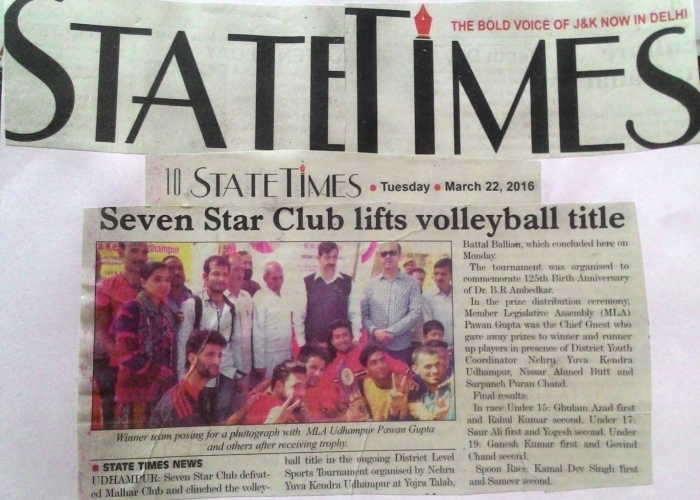 STATETIMES
THE BOLD VOICE OF J&K NOW IN DELHI
10 STATETIMES • Tuesday • March 22, 2016
Seven Star Club lifts volleyball title
Winner team posing for a photograph with MLA Udhampur Pawan Gupta
and others after receiving trophy.
■ STATE TIMES NEWS
UDHAMPUR: Seven Star Club defeat-
ed Malhar Club and clinched the volley-
ball title in the ongoing District Level
Sports Tournament organised by Nehru
Yuva Kendra Udhampur at Yojra Talab,
Battal Ballian, which concluded here on
Monday.
The tournament was organised to
commemorate 125th Birth Anniversary
of Dr. B.R Ambedkar.
In the prize distribution ceremony,
Member Legislative Assembly (MLA)
Pawan Gupta was the Chief Guest who
gave away prizes to winner and runner
up players in presence of District Youth
Coordinator Nehru Yuva Kendra
Udhampur, Nissar Ahmed Butt and
Sarpanch Puran Chand.
Final results:
In race Under 15: Ghulam Azad first
and Rahul Kumar second. Under 17:
Saur Ali first and Yogesh second. Under
19: Ganesh Kumar first and Govind
Chand second.
Spoon Race: Kamal Dev Singh first
and Sameer second.